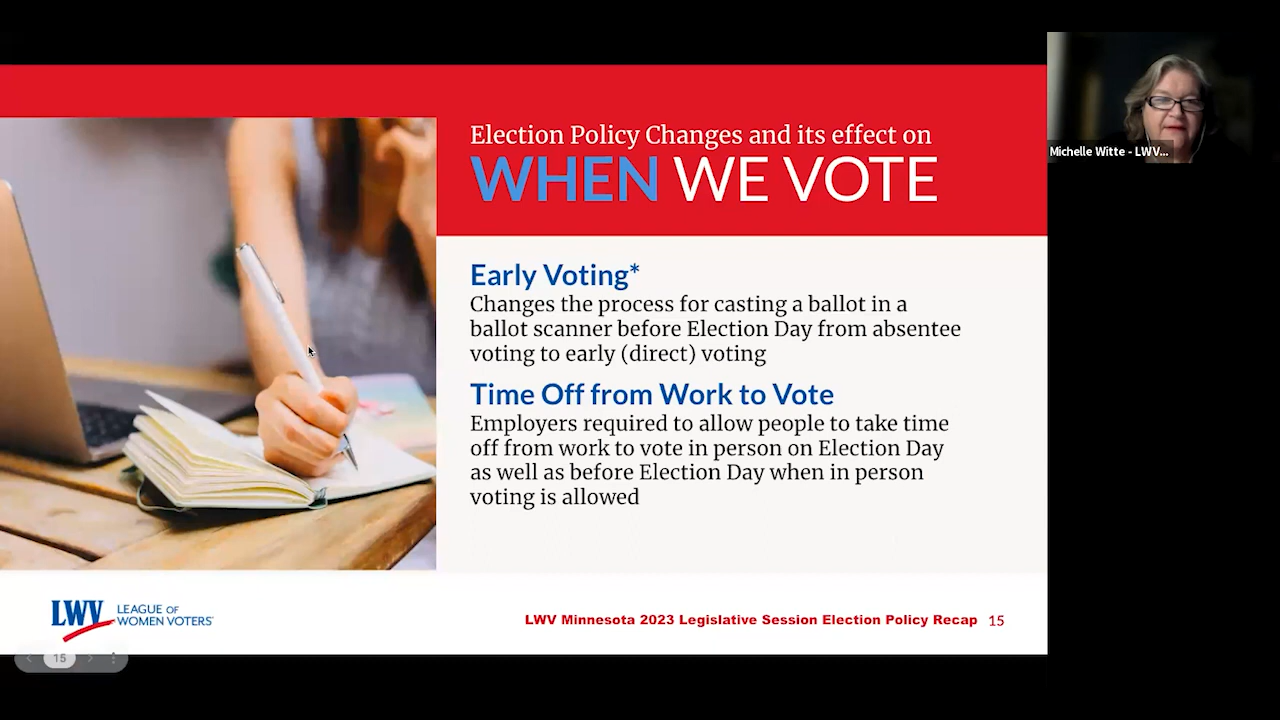 Election Policy Changes and its effect on
WHEN WE VOTE
Michelle Witte - LWV...
Early Voting*
Changes the process for casting a ballot in a
ballot scanner before Election Day from absentee
voting to early (direct) voting
Time Off from Work to Vote
Employers required to allow people to take time
off from work to vote in person on Election Day
as well as before Election Day when in person
voting is allowed
LWV LEAGUE OF
WOMEN VOTERS®
LWV Minnesota 2023 Legislative Session Election Policy Recap 15
15